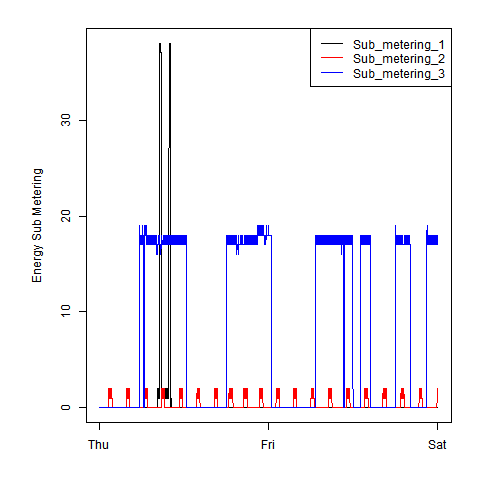 Sub_metering_1
Sub_metering_2
Sub_metering_3
Energy Sub Metering
30
20
10
0
Thu Fri Sat